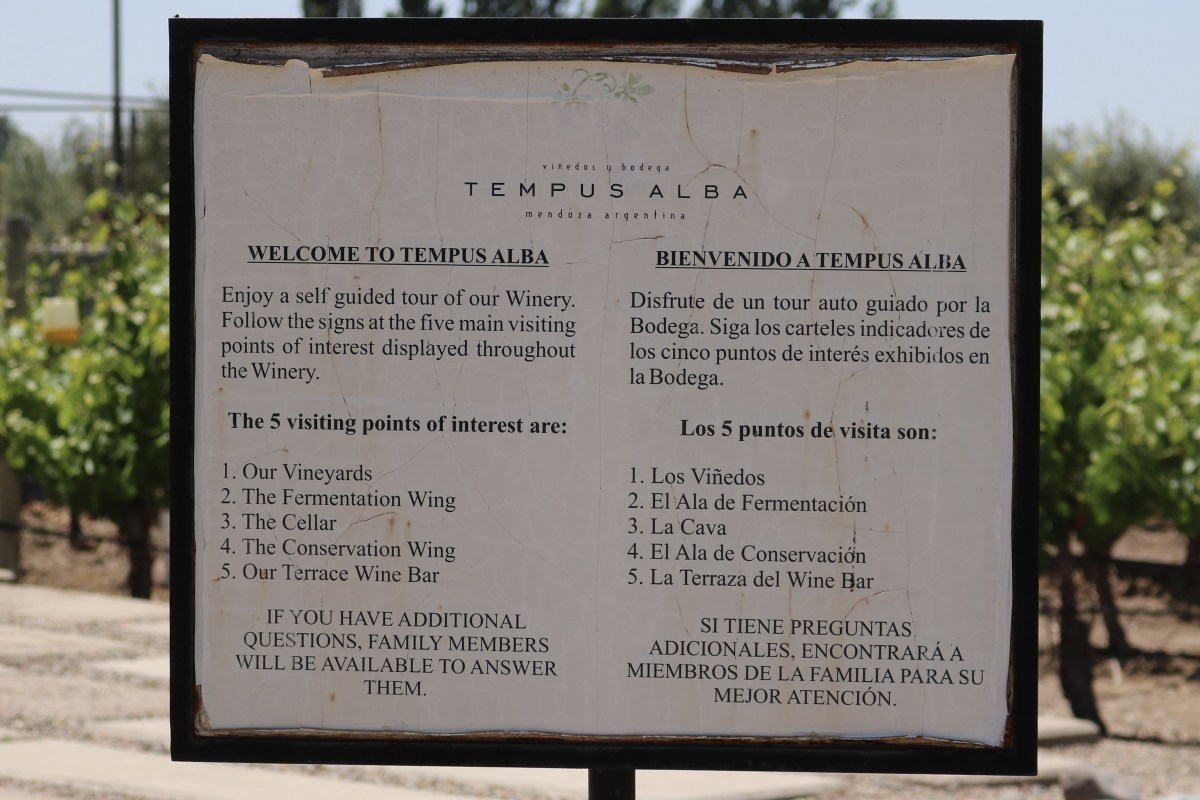 viñedos y bodega
TEMPUS ALBA
mendoza argentina
WELCOME TO TEMPUS ALBA
Enjoy a self guided tour of our Winery.
Follow the signs at the five main visiting
points of interest displayed throughout
the Winery.
The 5 visiting points of interest are:
1. Our Vineyards
2. The Fermentation Wing
3. The Cellar
4. The Conservation Wing
5. Our Terrace Wine Bar
IF YOU HAVE ADDITIONAL
QUESTIONS, FAMILY MEMBERS
WILL BE AVAILABLE TO ANSWER
THEM.
BIENVENIDO A TEMPUS ALBA
Disfrute de un tour auto guiado por la
Bodega. Siga los carteles indicadores de
los cinco puntos de interés exhibidos en
la Bodega.
Los 5 puntos de visita son:
1. Los Viñedos
2. El Ala de Fermentación
3. La Cava
4. El Ala de Conservación
5. La Terraza del Wine Bar
SI TIENE PREGUNTAS
ADICIONALES, ENCONTRARÁ A
MIEMBROS DE LA FAMILIA PARA SU
MEJOR ATENCIÓN.